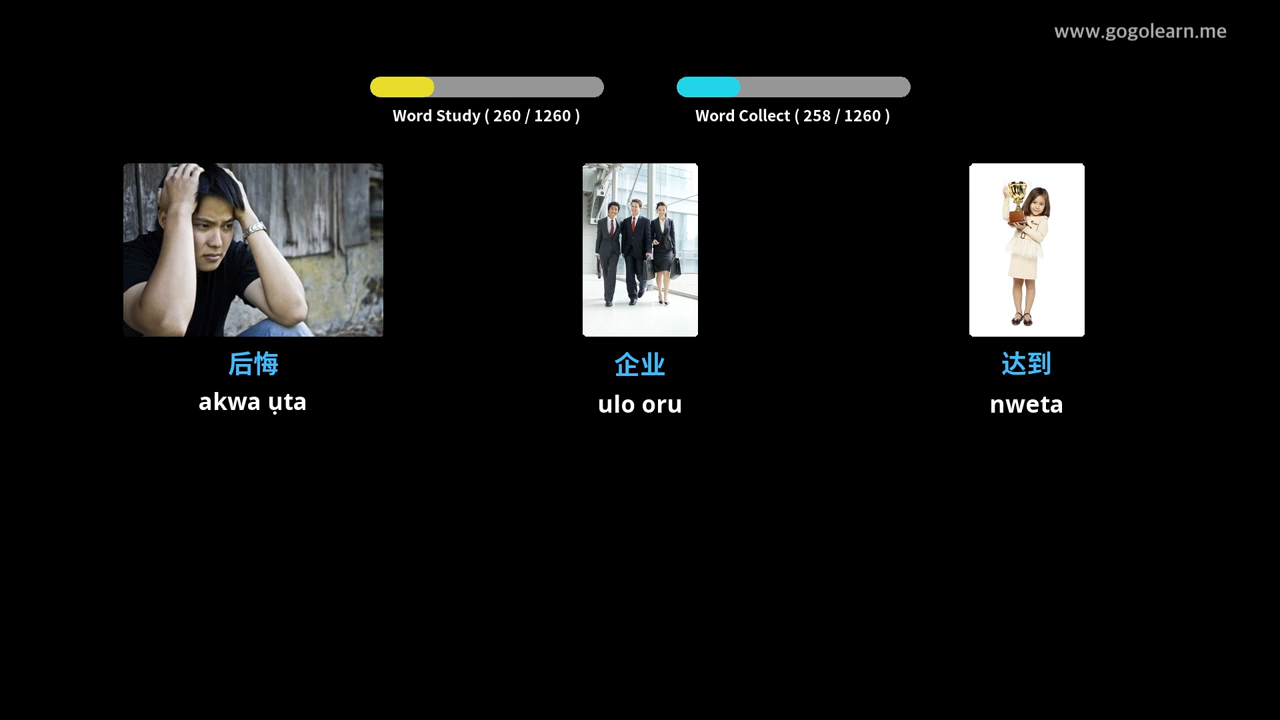 www.gogolearn.me
Word Study ( 260 / 1260 )
Word Collect ( 258 / 1260 )
后悔
企业
达到
akwa ụta
ulo oru
nweta